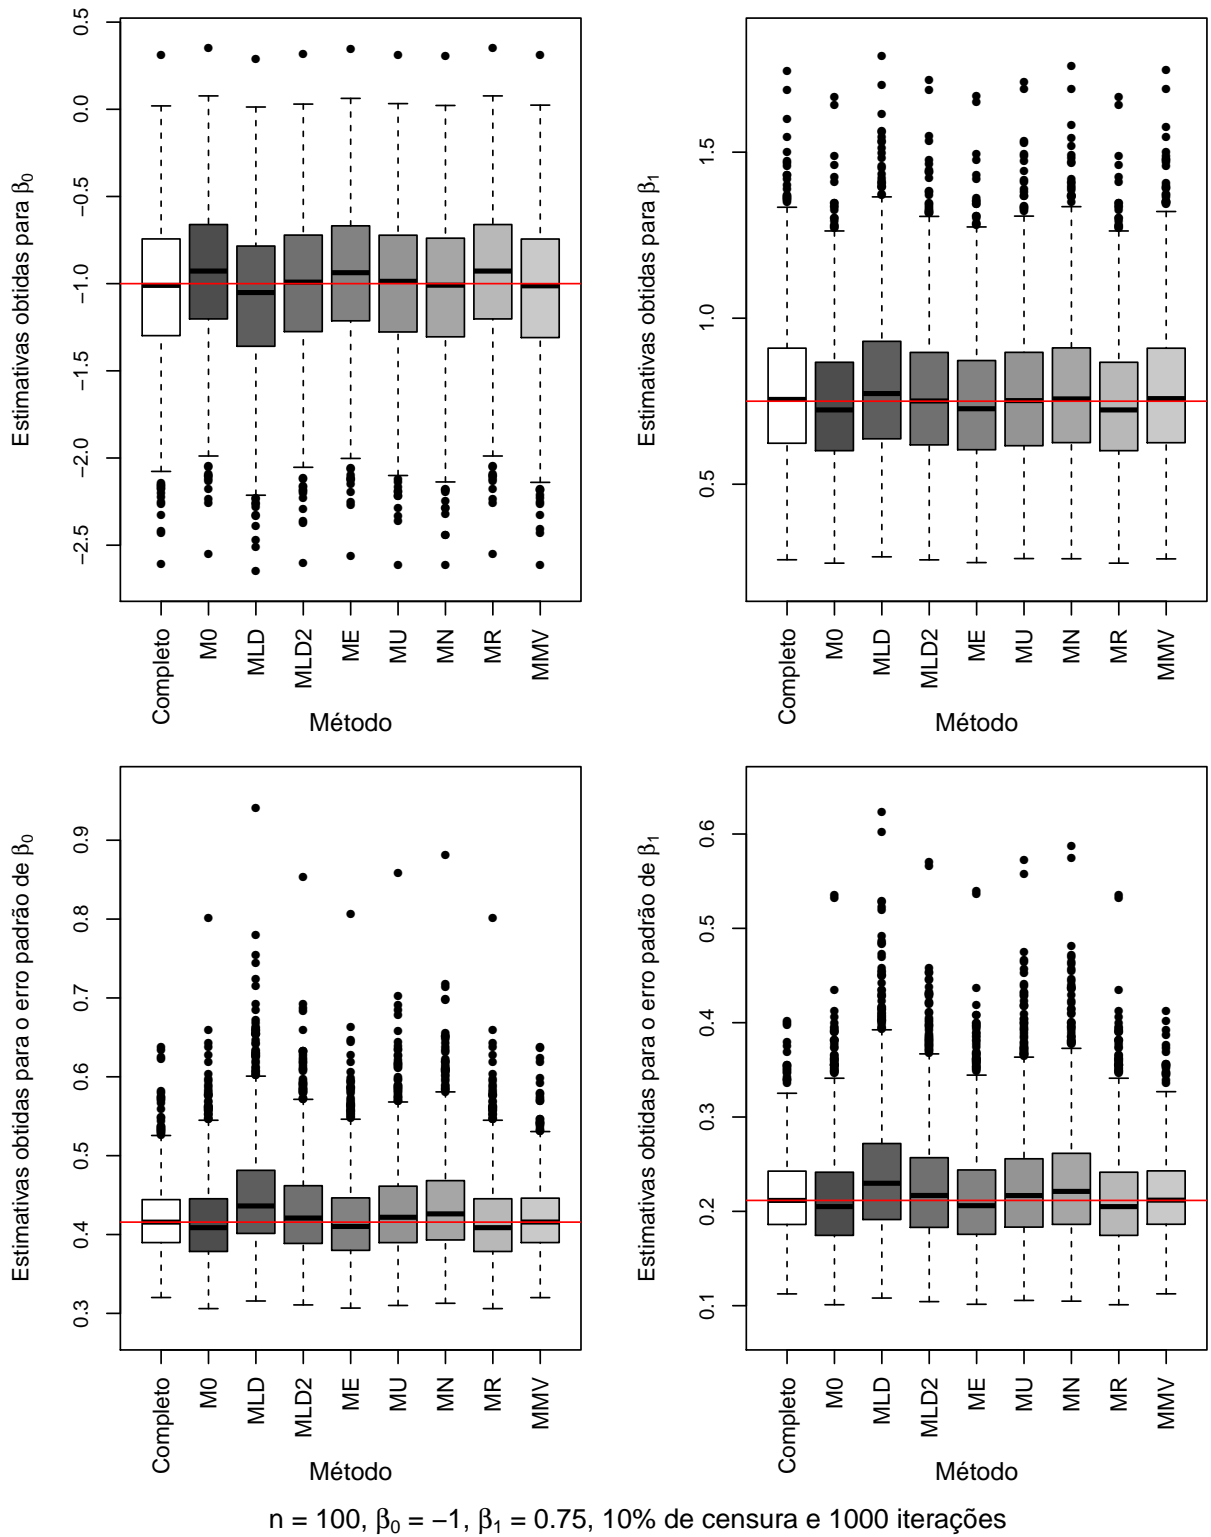 Estimativas obtidas para β₀
0.5
0.0
−0.5
−1.0
−1.5
−2.0
−2.5
Completo
M0
MLD
MLD2
ME
MU
MN
MR
MMV
Método
Estimativas obtidas para β₁
1.5
1.0
0.5
Completo
M0
MLD
MLD2
ME
MU
MN
MR
MMV
Método
Estimativas obtidas para o erro padrão de β₀
0.9
0.8
0.7
0.6
0.5
0.4
0.3
Completo
M0
MLD
MLD2
ME
MU
MN
MR
MMV
Método
Estimativas obtidas para o erro padrão de β₁
0.6
0.5
0.4
0.3
0.2
0.1
Completo
M0
MLD
MLD2
ME
MU
MN
MR
MMV
Método
n = 100, β₀ = −1, β₁ = 0.75, 10% de censura e 1000 iterações